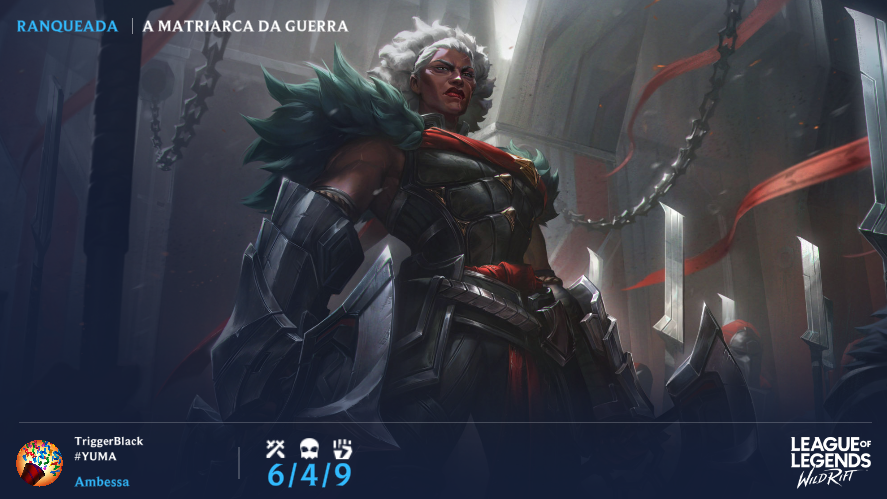 RANQUEADA | A MATRIARCA DA GUERRA
TriggerBlack
#YUMA
Ambessa
6/4/9
LEAGUE OF
LEGENDS
WILD RIFT